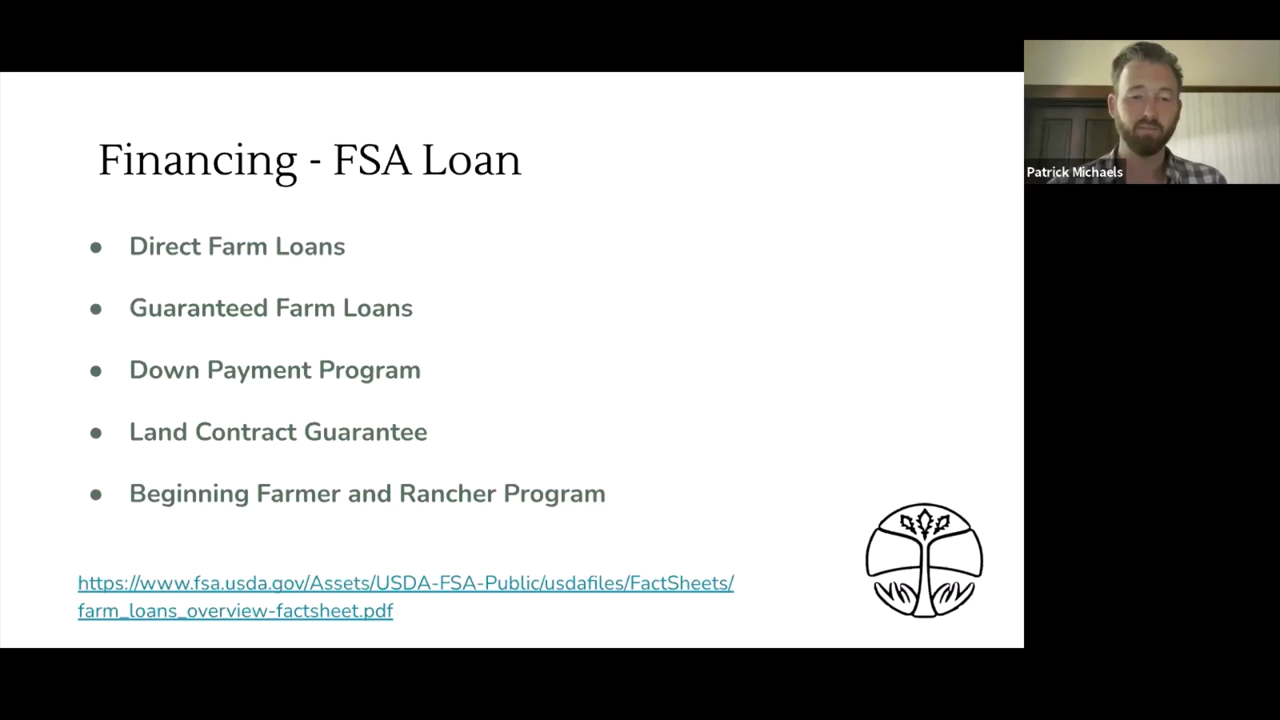 Financing - FSA Loan
● Direct Farm Loans
● Guaranteed Farm Loans
● Down Payment Program
● Land Contract Guarantee
● Beginning Farmer and Rancher Program
https://www.fsa.usda.gov/Assets/USDA-FSA-Public/usdafiles/FactSheets/
farm_loans_overview-factsheet.pdf
Patrick Michaels